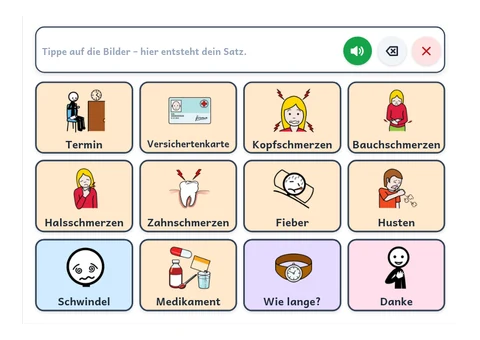 Tippe auf die Bilder – hier entsteht dein Satz.
Termin
Versichertenkarte
Kopfschmerzen
Bauchschmerzen
Halsschmerzen
Zahnschmerzen
Fieber
Husten
Schwindel
Medikament
Wie lange?
Danke